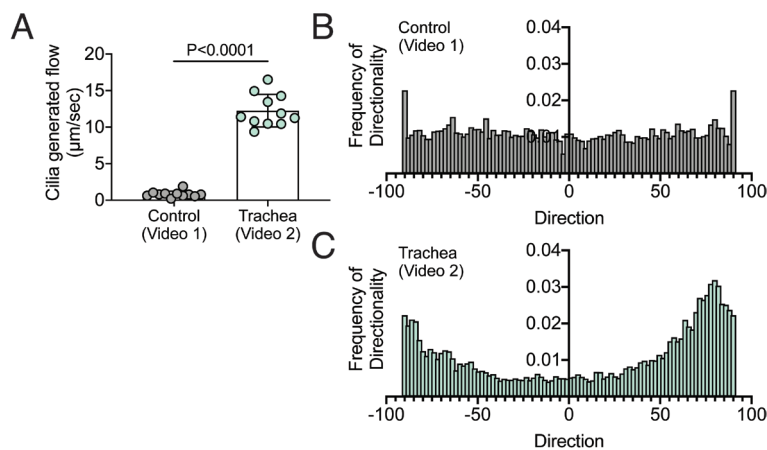 A
Cilia generated flow
(μm/sec)
20
15
10
5
0
P<0.0001
Control
(Video 1)
Trachea
(Video 2)
B
Control
(Video 1)
Frequency of
Directionality
0.04
0.03
0.02
0.01
-100
-50
0
50
100
Direction
C
Trachea
(Video 2)
Frequency of
Directionality
0.04
0.03
0.02
0.01
-100
-50
0
50
100
Direction